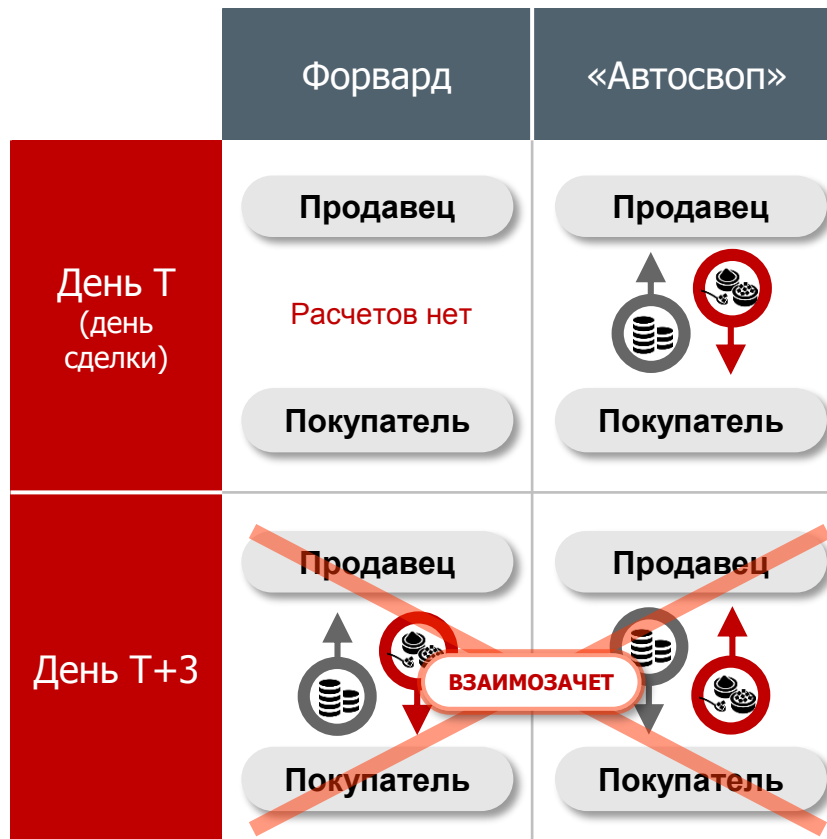 Форвард
«Автосвоп»
День T
(день
сделки)
Продавец
Продавец
Расчетов нет
Покупатель
Покупатель
День T+3
Продавец
Продавец
ВЗАИМОЗАЧЕТ
Покупатель
Покупатель